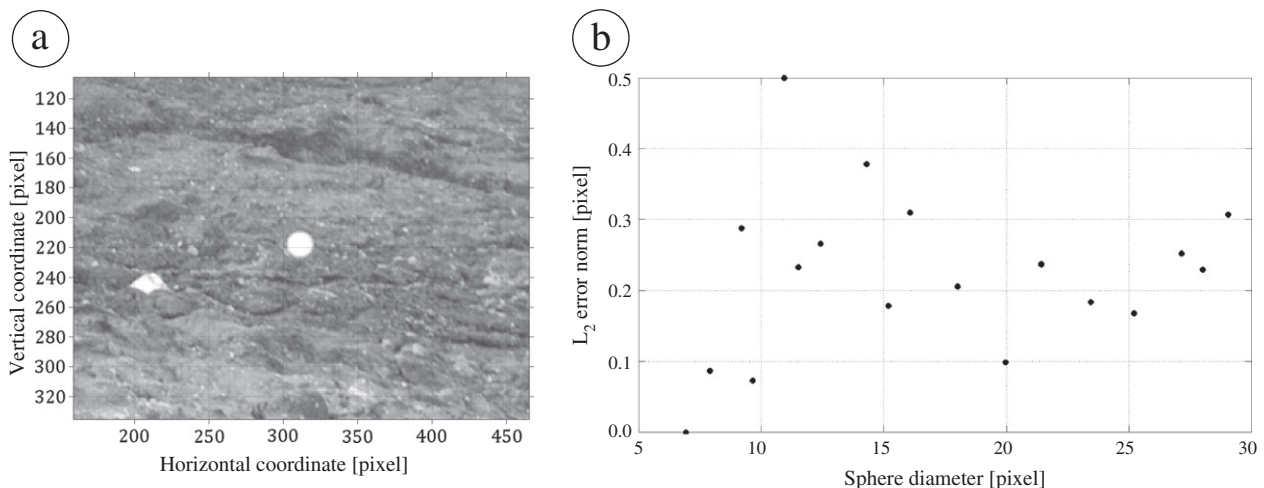 a
120
140
160
180
200
220
240
260
280
300
320
Vertical coordinate [pixel]
200 250 300 350 400 450
Horizontal coordinate [pixel]
b
0.5
0.4
0.3
0.2
0.1
0.0
L2 error norm [pixel]
5 10 15 20 25 30
Sphere diameter [pixel]